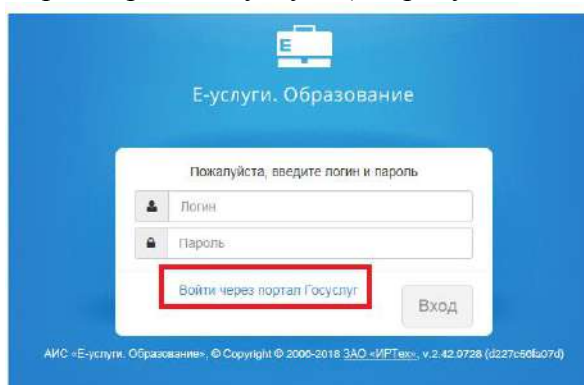 Е
Е-услуги. Образование
Пожалуйста, введите логин и пароль
Логин
Пароль
Войти через портал Госуслуг
Вход
АИС «Е-услуги. Образование», © Copyright © 2006-2018 ЗАО «ИРТех», v.2.42.0728